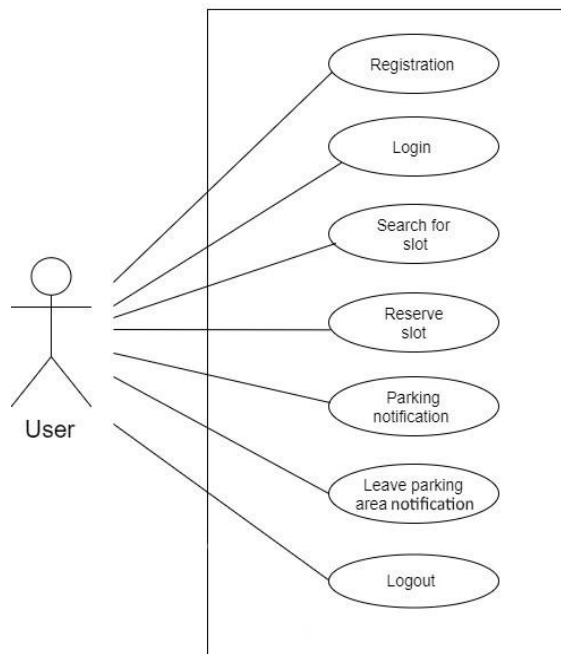 Registration
Login
Search for
slot
Reserve
slot
Parking
notification
User
Leave parking
area notification
Logout